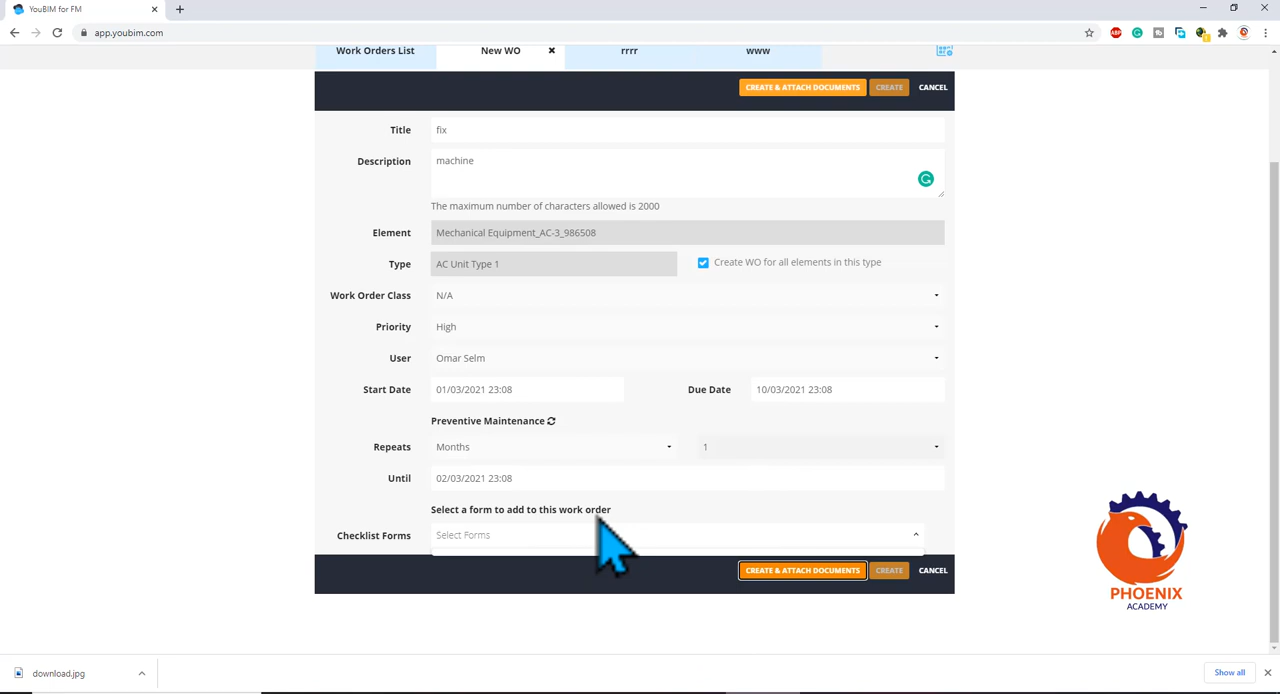 YouBIM for FM
app.youbim.com
ABP
Work Orders List New WO rrrr www
CREATE & ATTACH DOCUMENTS CREATE CANCEL
Title fix
Description machine
The maximum number of characters allowed is 2000
Element Mechanical Equipment_AC-3_986508
Type AC Unit Type 1 Create WO for all elements in this type
Work Order Class N/A
Priority High
User Omar Selm
Start Date 01/03/2021 23:08 Due Date 10/03/2021 23:08
Preventive Maintenance
Repeats Months 1
Until 02/03/2021 23:08
Select a form to add to this work order
Checklist Forms Select Forms
CREATE & ATTACH DOCUMENTS CREATE CANCEL
PHOENIX
ACADEMY
download.jpg Show all